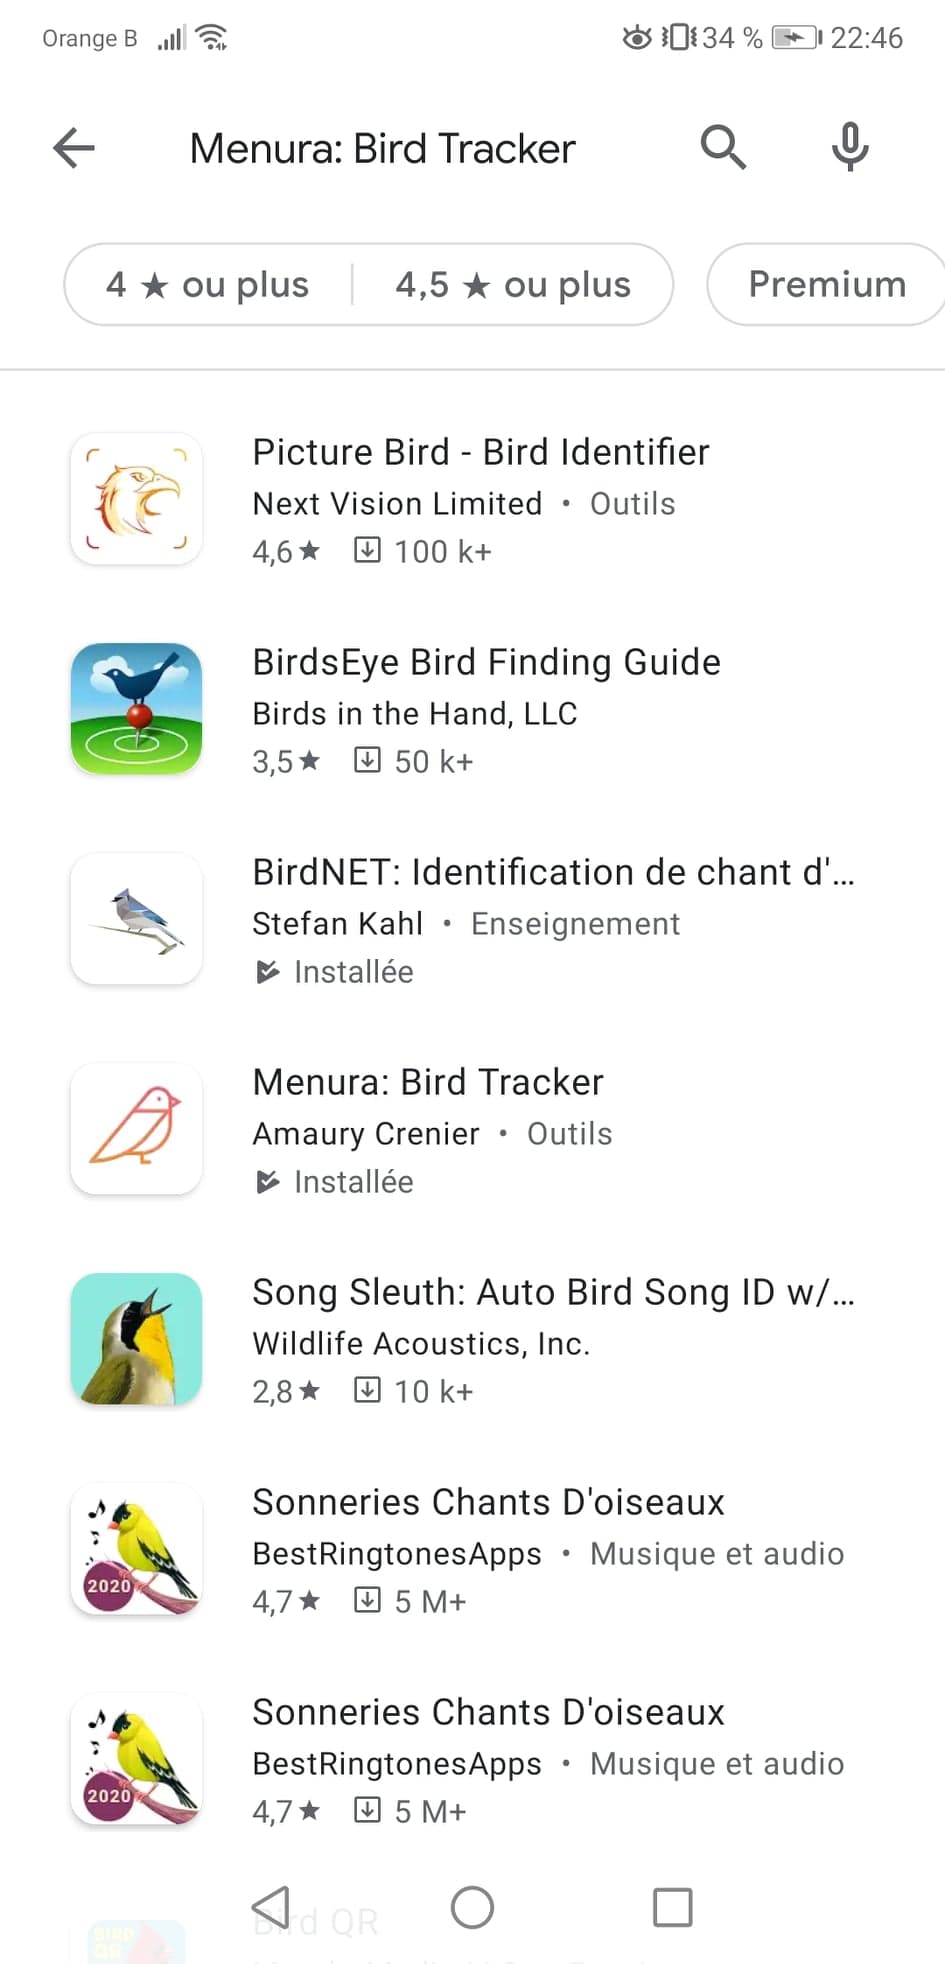 Orange B 34 % 22:46
Menura: Bird Tracker
4 ★ ou plus 4,5 ★ ou plus Premium
Picture Bird - Bird Identifier
Next Vision Limited • Outils
4,6★ 100 k+
BirdsEye Bird Finding Guide
Birds in the Hand, LLC
3,5★ 50 k+
BirdNET: Identification de chant d'...
Stefan Kahl • Enseignement
Installée
Menura: Bird Tracker
Amaury Crenier • Outils
Installée
Song Sleuth: Auto Bird Song ID w/...
Wildlife Acoustics, Inc.
2,8★ 10 k+
Sonneries Chants D'oiseaux
BestRingtonesApps • Musique et audio
2020
4,7★ 5 M+
Sonneries Chants D'oiseaux
BestRingtonesApps • Musique et audio
2020
4,7★ 5 M+
Bird QR
BIRD
QR